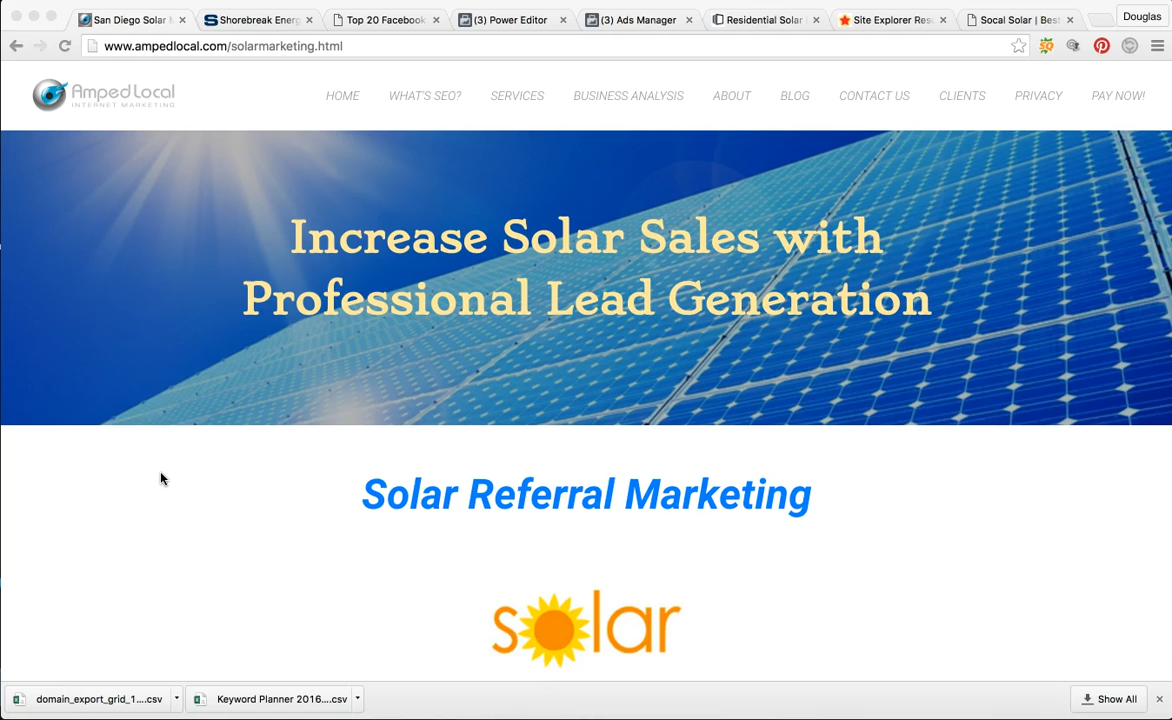 San Diego Solar M
Shorebreak Energ
Top 20 Facebook
(3) Power Editor
(3) Ads Manager
Residential Solar
Site Explorer Res
Socal Solar | Best
Douglas
www.ampedlocal.com/solarmarketing.html
Amped Local
INTERNET MARKETING
HOME
WHAT'S SEO?
SERVICES
BUSINESS ANALYSIS
ABOUT
BLOG
CONTACT US
CLIENTS
PRIVACY
PAY NOW!
Increase Solar Sales with
Professional Lead Generation
Solar Referral Marketing
solar
domain_export_grid_1....csv
Keyword Planner 2016....csv
Show All